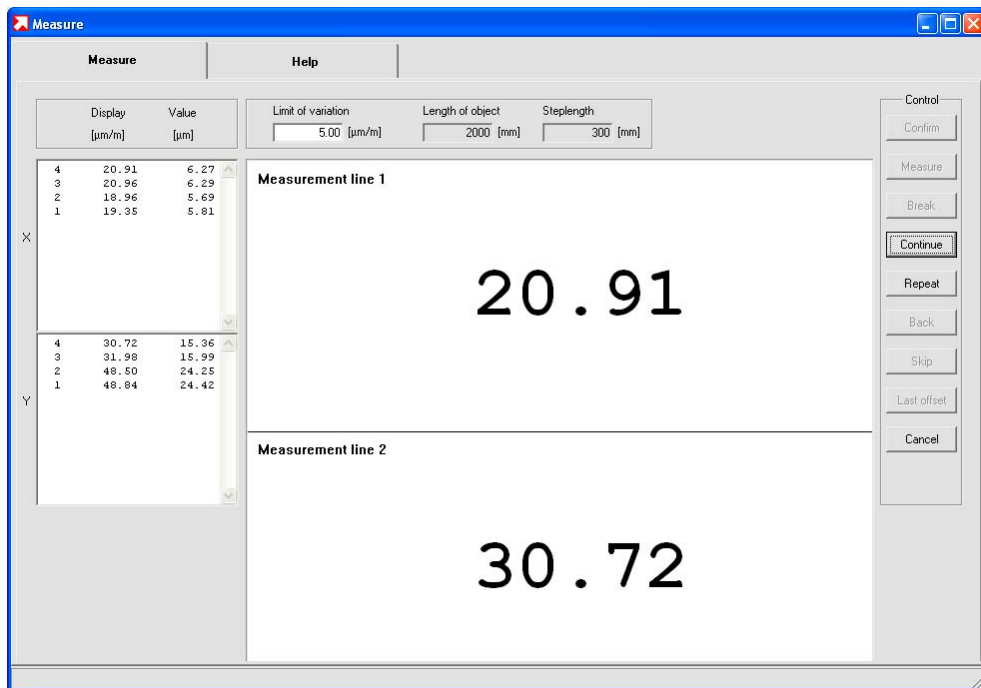 Measure
Measure Help
Display Value
[µm/m] [µm]
Limit of variation Length of object Steplength
5.00 [µm/m] 2000 [mm] 300 [mm]
X
4 20.91 6.27
3 20.96 6.29
2 18.96 5.69
1 19.35 5.81
Y
4 30.72 15.36
3 31.98 15.99
2 48.50 24.25
1 48.84 24.42
Measurement line 1
20.91
Measurement line 2
30.72
Control
Confirm
Measure
Break
Continue
Repeat
Back
Skip
Last offset
Cancel